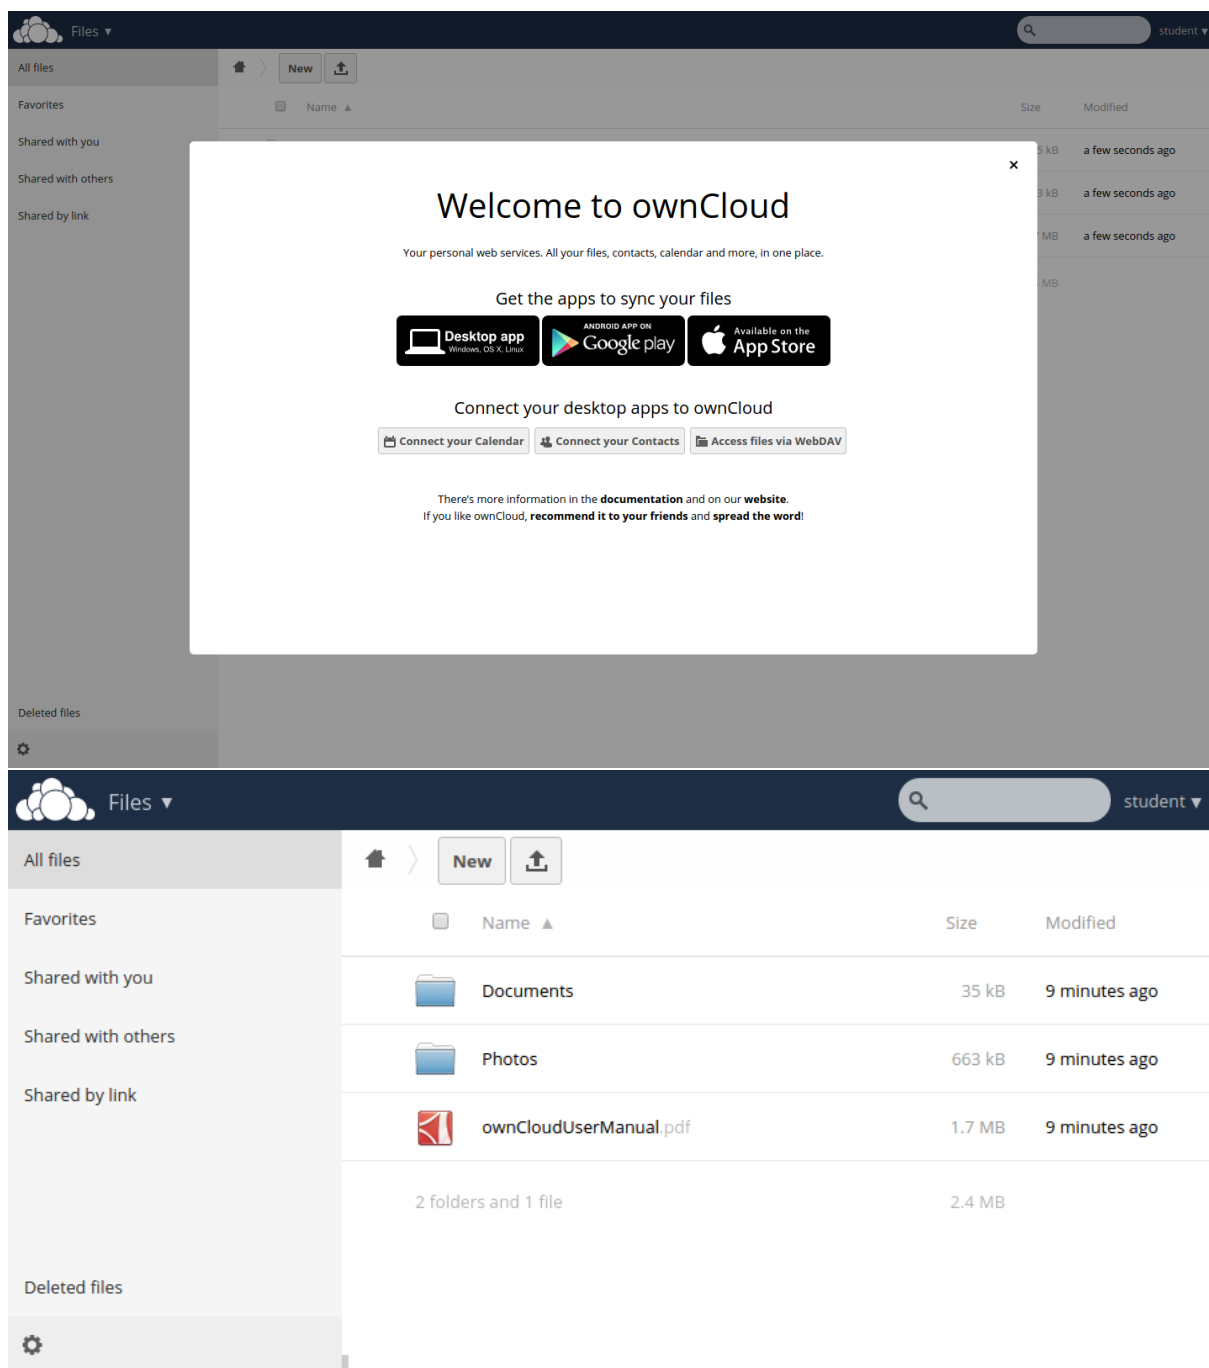 Files ▾ student ▾
All files New
Favorites Name ▲ Size Modified
Shared with you 5 kB a few seconds ago
Shared with others 3 kB a few seconds ago
Shared by link MB a few seconds ago
MB
×
Welcome to ownCloud
Your personal web services. All your files, contacts, calendar and more, in one place.
Get the apps to sync your files
Desktop app
Windows, OS X, Linux
ANDROID APP ON
Google play
Available on the
App Store
Connect your desktop apps to ownCloud
Connect your Calendar Connect your Contacts Access files via WebDAV
There's more information in the documentation and on our website.
If you like ownCloud, recommend it to your friends and spread the word!
Deleted files
Files ▾ student ▾
All files New
Favorites Name ▲ Size Modified
Shared with you Documents 35 kB 9 minutes ago
Shared with others Photos 663 kB 9 minutes ago
Shared by link ownCloudUserManual.pdf 1.7 MB 9 minutes ago
2 folders and 1 file 2.4 MB
Deleted files